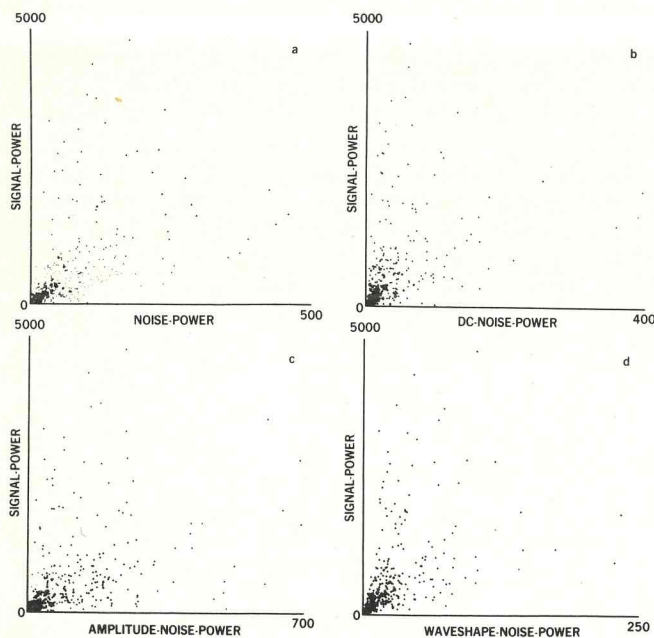 5000
a
SIGNAL-POWER
0
NOISE-POWER
500
5000
b
SIGNAL-POWER
0
DC-NOISE-POWER
400
5000
c
SIGNAL-POWER
0
AMPLITUDE-NOISE-POWER
700
5000
d
SIGNAL-POWER
0
WAVESHAPE-NOISE-POWER
250